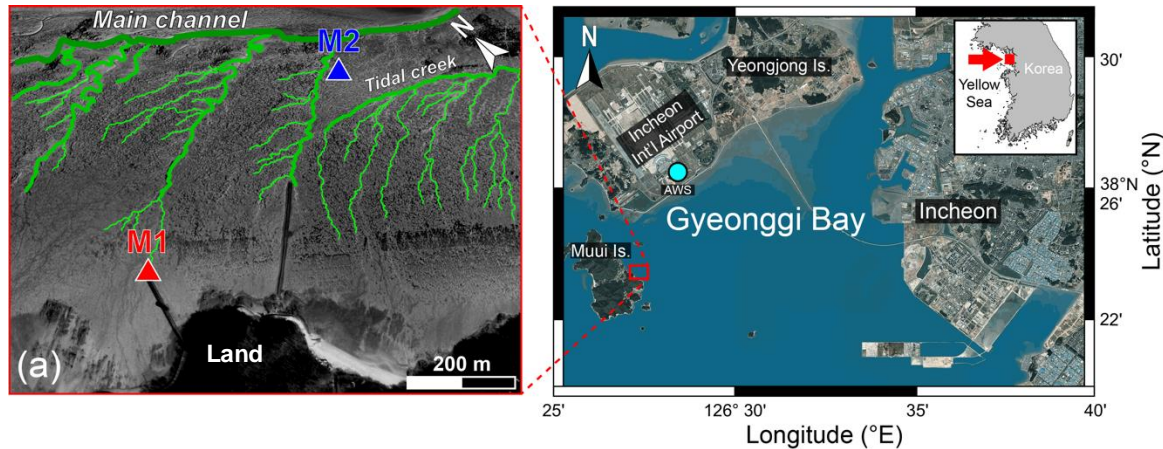 Main channel
N
M2
Tidal creek
M1
Land
(a)
200 m
N
Yeongjong Is.
Incheon
Int'l Airport
AWS
Gyeonggi Bay
Incheon
Muui Is.
Korea
Yellow
Sea
30'
38°N
26'
22'
Latitude (°N)
25'
126° 30'
35'
40'
Longitude (°E)